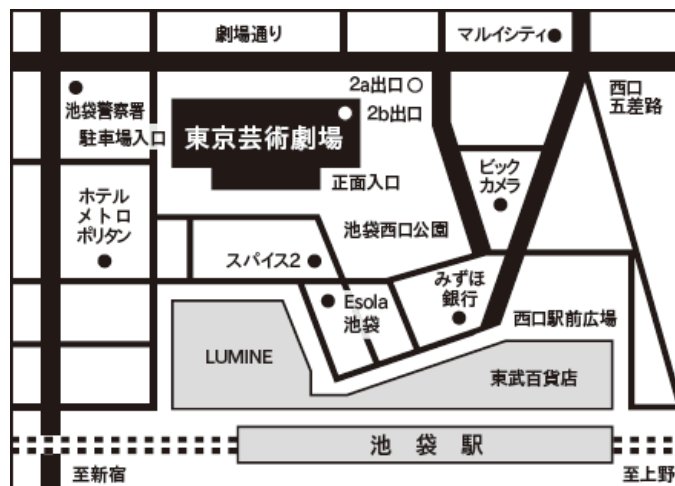 劇場通り
マルイシティ
2a出口
2b出口
西口
五差路
池袋警察署
駐車場入口
東京芸術劇場
正面入口
ビック
カメラ
ホテル
メトロ
ポリタン
池袋西口公園
スパイス2
みずほ
銀行
Esola
池袋
西口駅前広場
LUMINE
東武百貨店
池袋駅
至新宿
至上野